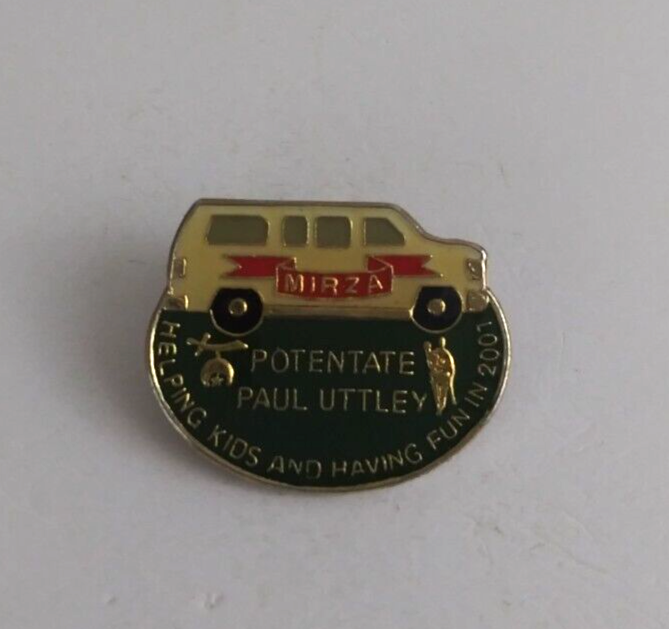 MIRZA
POTENTATE
PAUL UTTLEY
HELPING KIDS AND HAVING FUN IN 2001